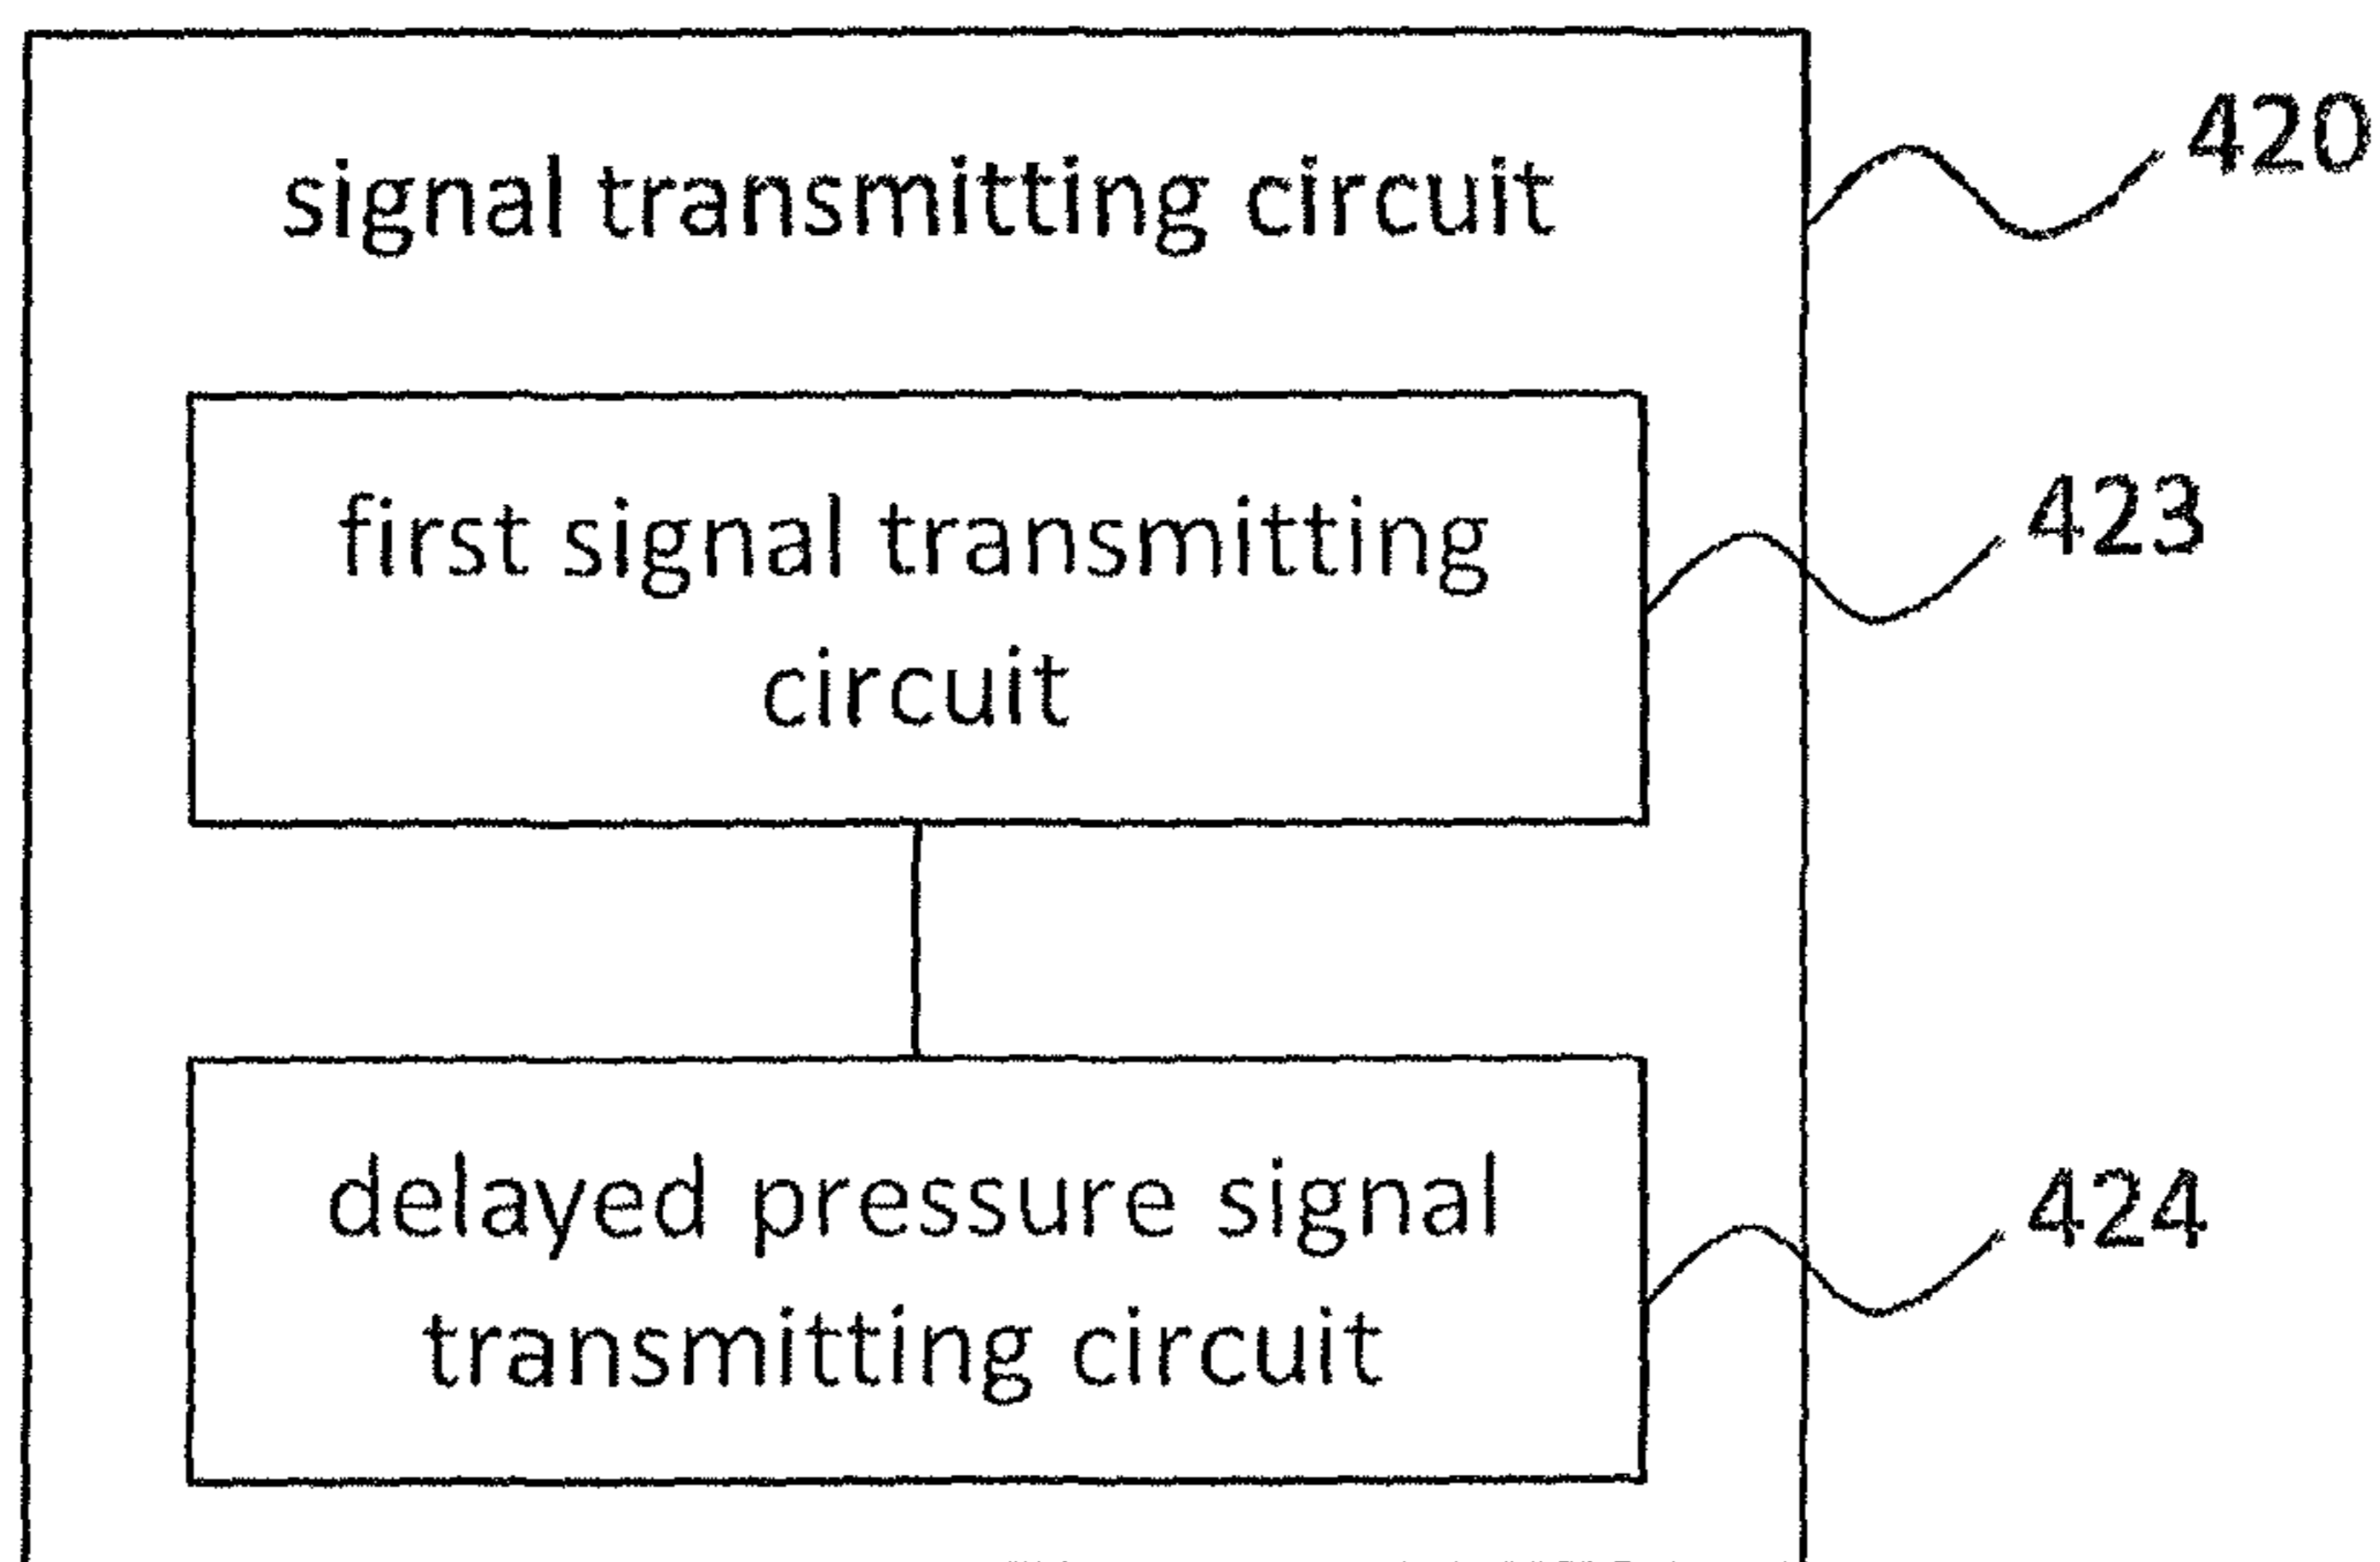 signal transmitting circuit
420
first signal transmitting
circuit
423
delayed pressure signal
transmitting circuit
424